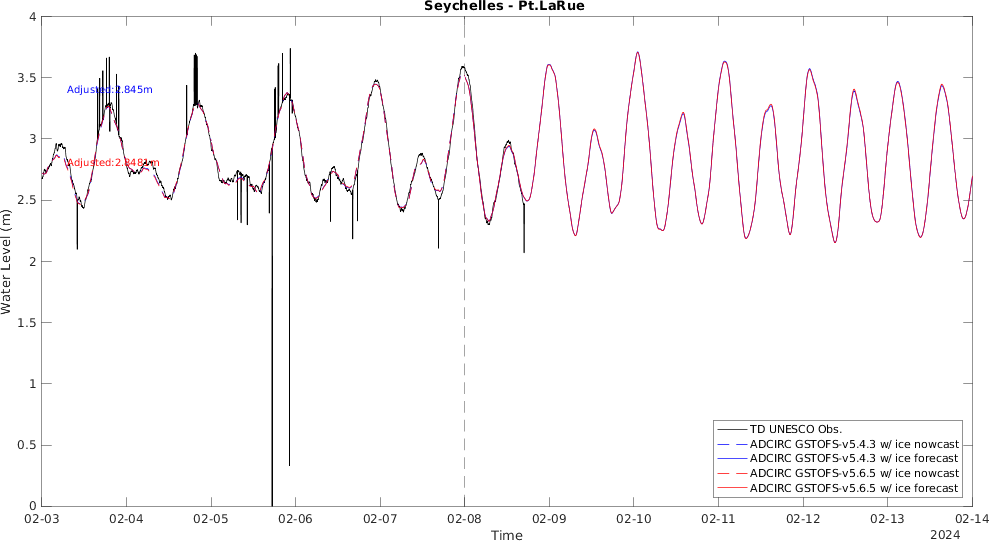 Seychelles - Pt.LaRue
4
3.5
3
2.5
2
1.5
1
0.5
0
Water Level (m)
Adjusted:2.845m
TD UNESCO Obs.
ADCIRC GSTOFS-v5.4.3 w/ ice nowcast
ADCIRC GSTOFS-v5.4.3 w/ ice forecast
ADCIRC GSTOFS-v5.6.5 w/ ice nowcast
ADCIRC GSTOFS-v5.6.5 w/ ice forecast
02-03 02-04 02-05 02-06 02-07 02-08 02-09 02-10 02-11 02-12 02-13 02-14
Time
2024